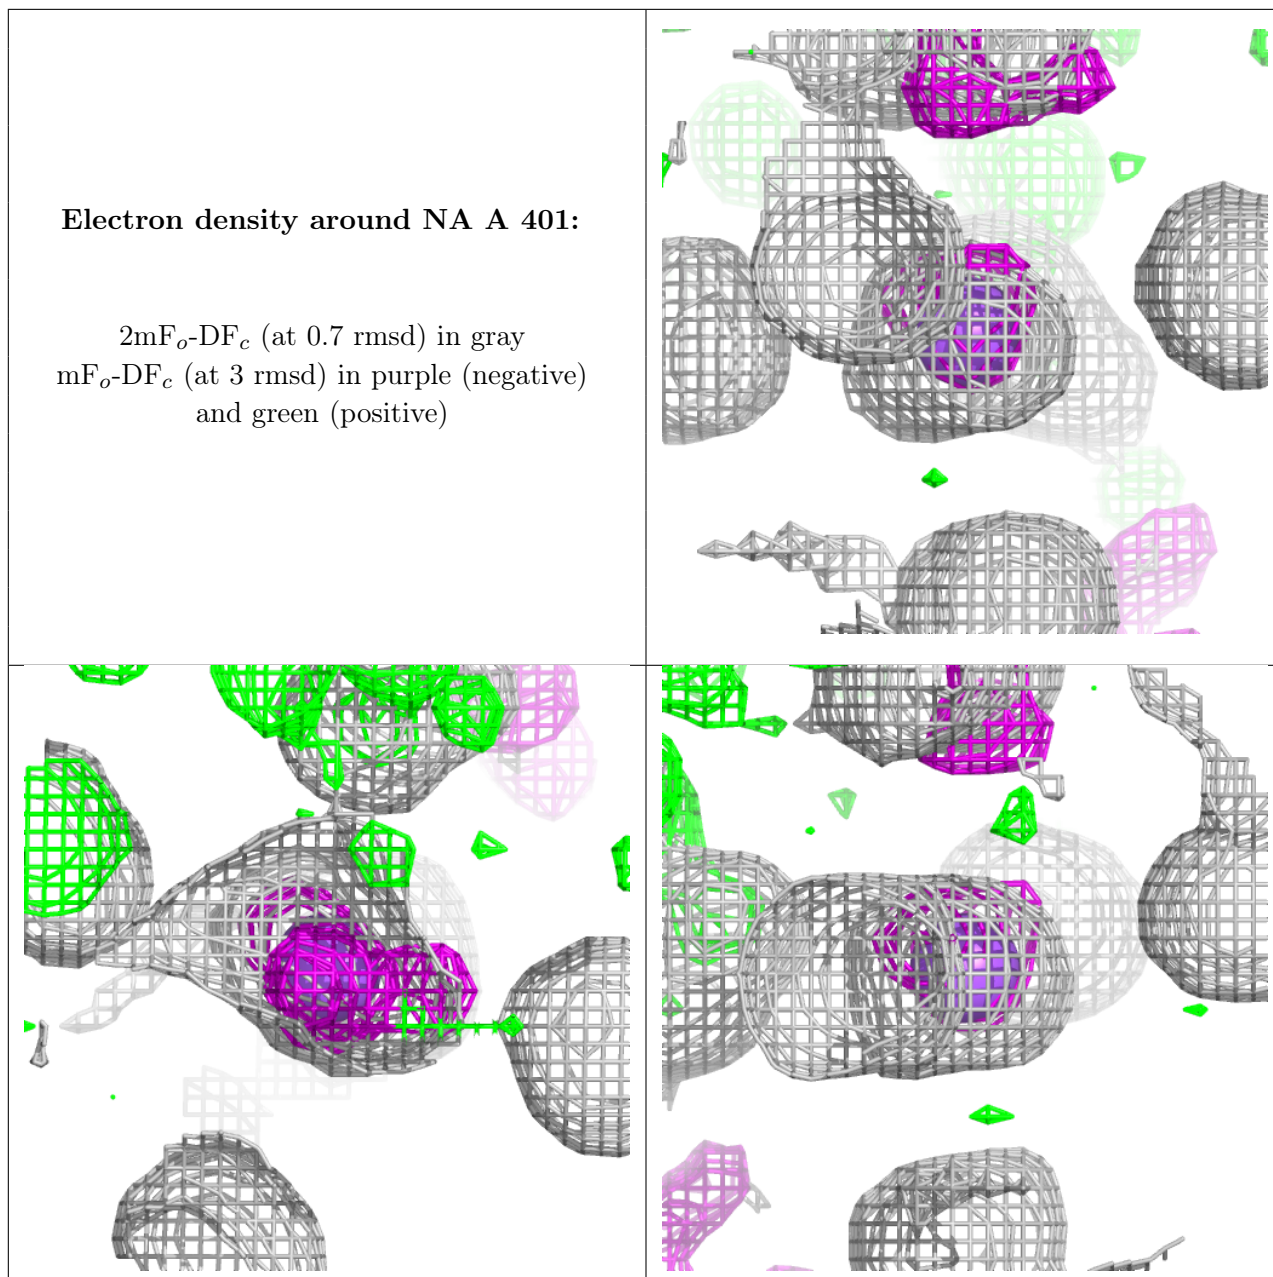 Electron density around NA A 401:
2mFo-DFc (at 0.7 rmsd) in gray
mFo-DFc (at 3 rmsd) in purple (negative)
and green (positive)